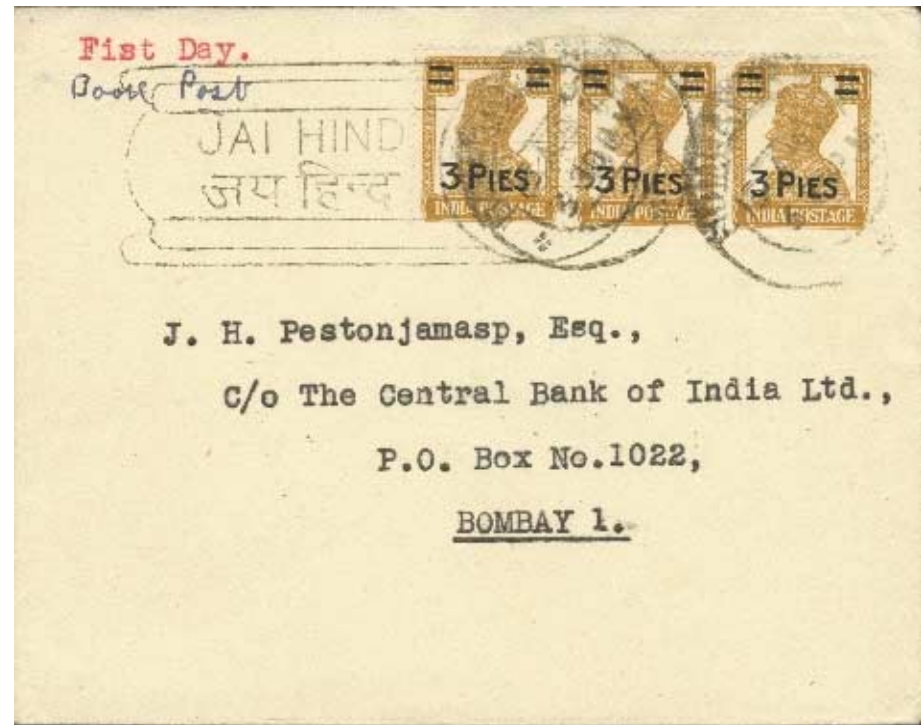 Fist Day.
Book Post
JAI HIND
जय हिन्द
3 PIES 3 PIES 3 PIES
INDIA POSTAGE INDIA POSTAGE INDIA POSTAGE
J. H. Pestonjamasp, Esq.,
C/o The Central Bank of India Ltd.,
P.O. Box No.1022,
BOMBAY 1.